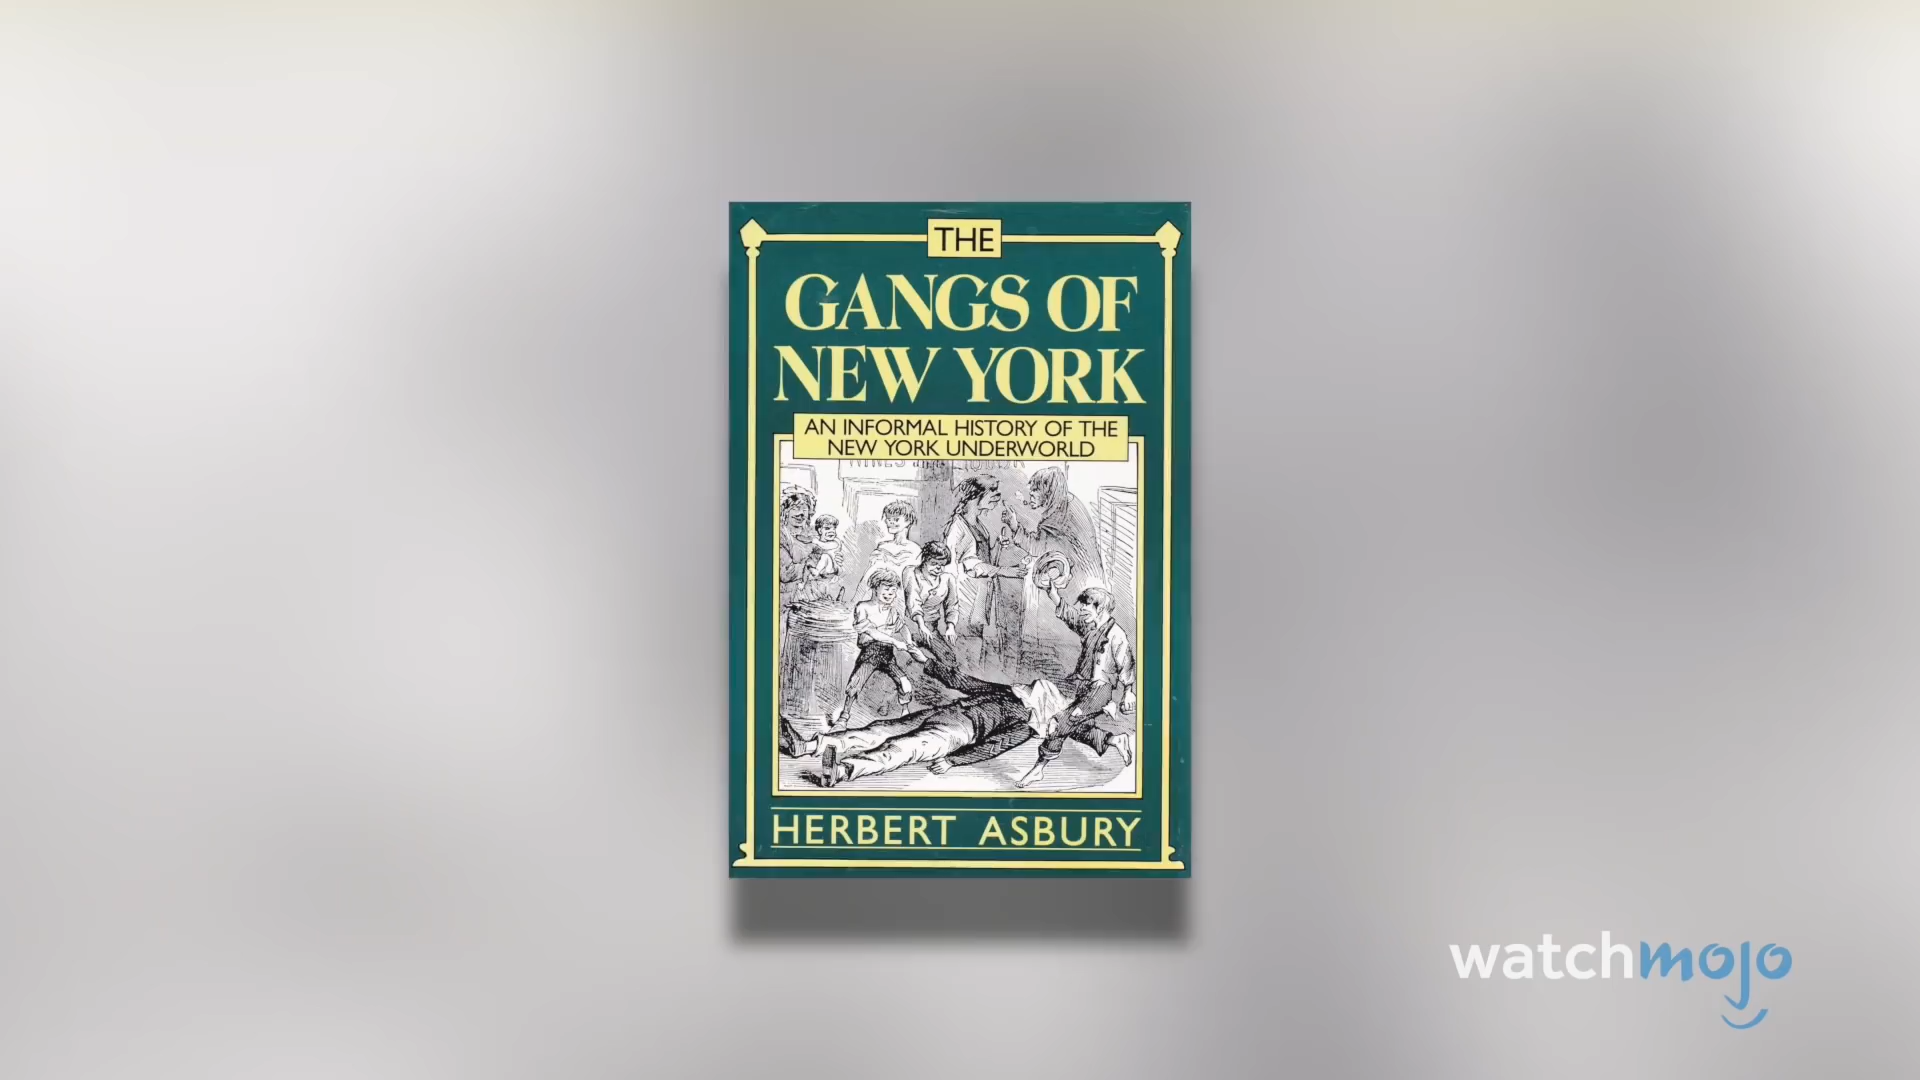 THE
GANGS OF
NEW YORK
AN INFORMAL HISTORY OF THE
NEW YORK UNDERWORLD
HERBERT ASBURY
watchmojo